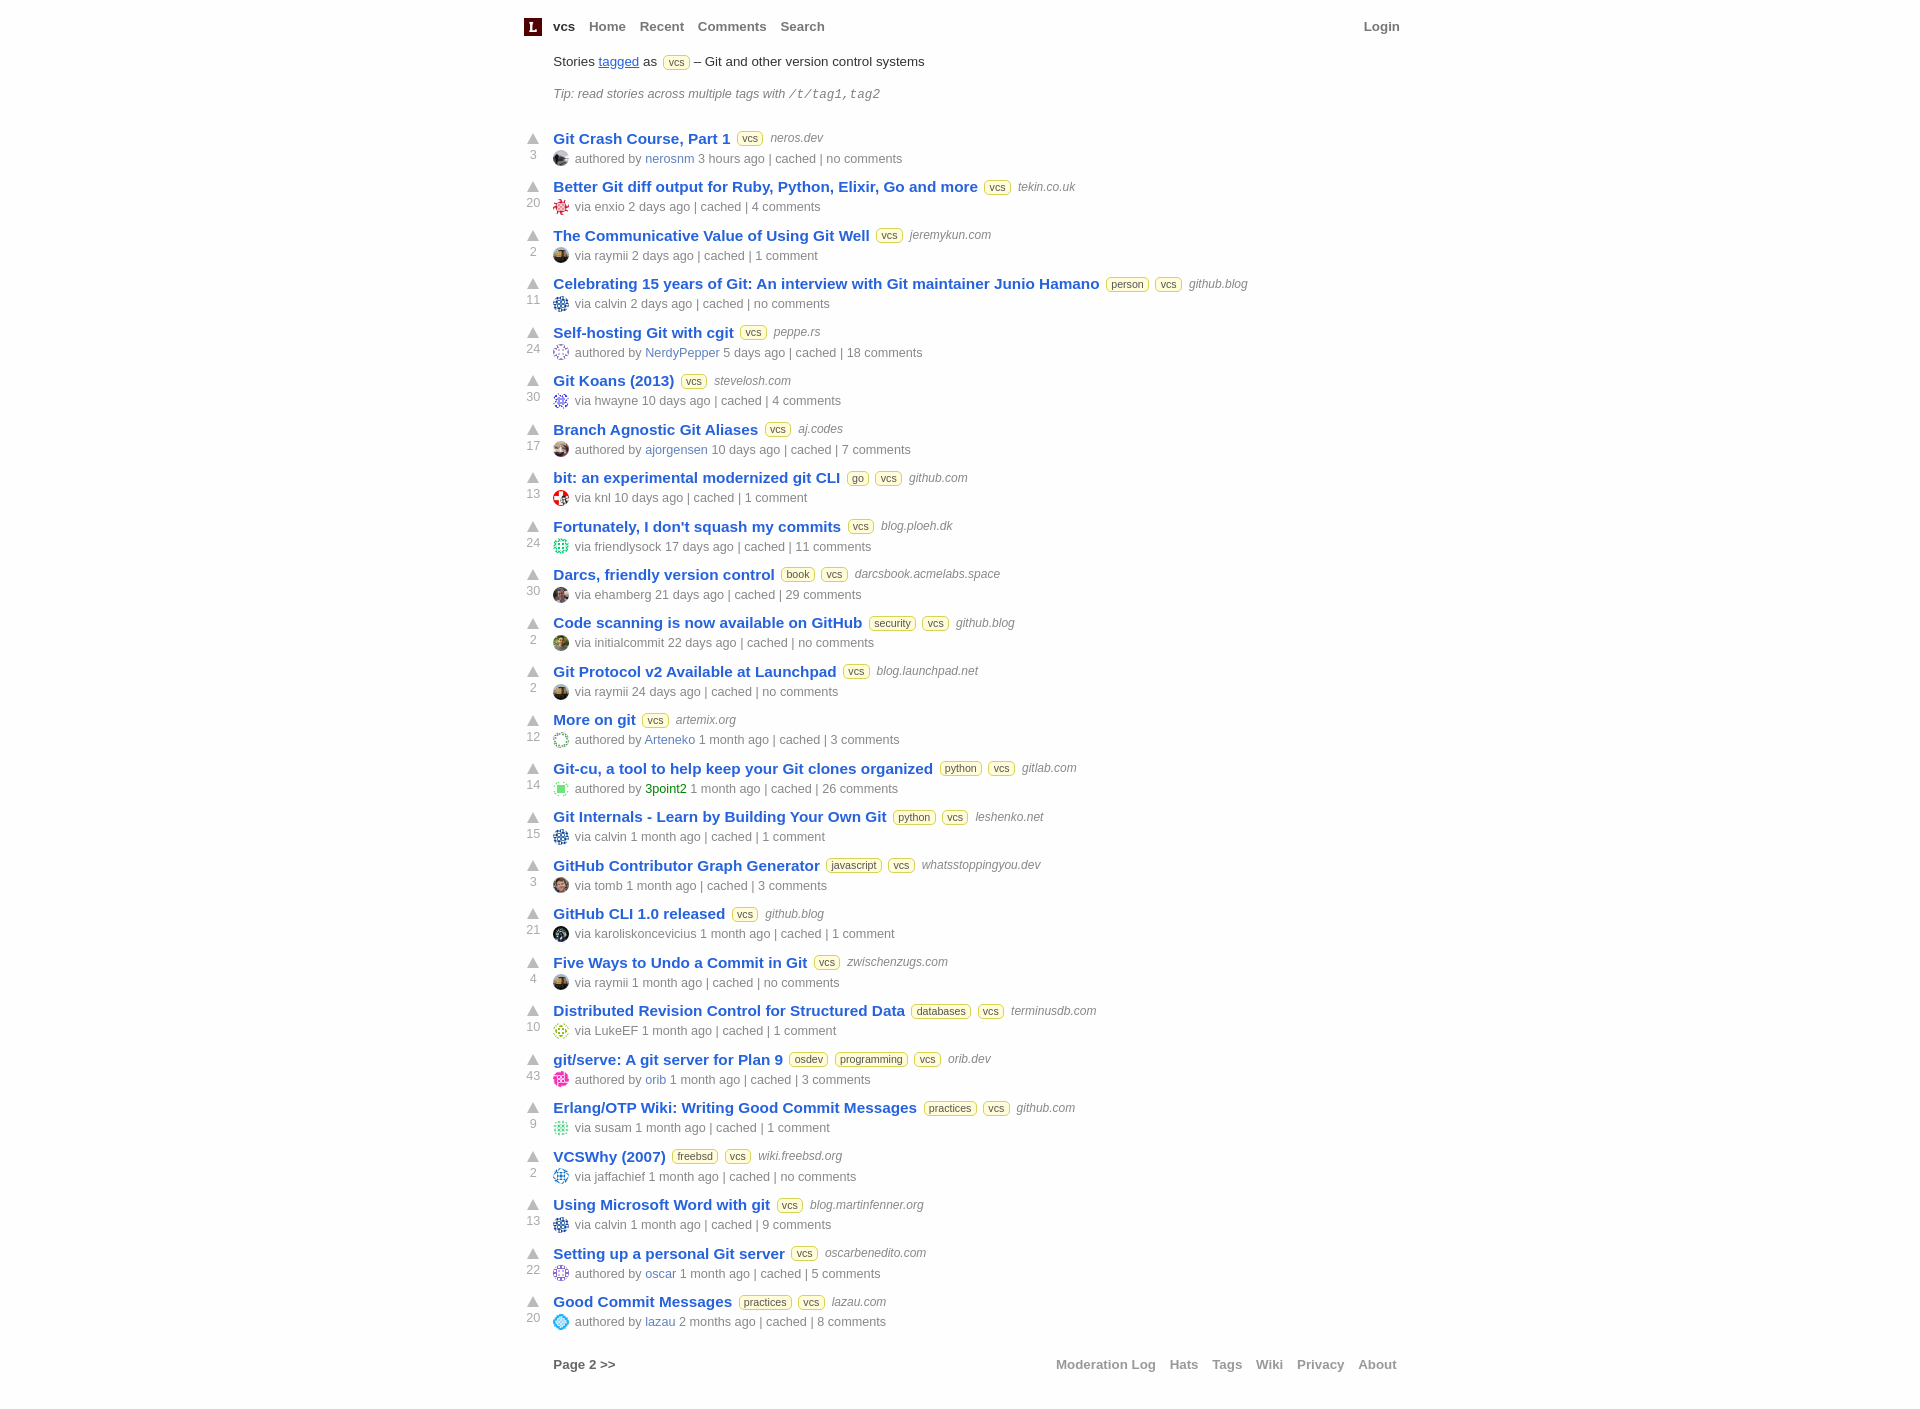 L vcs Home Recent Comments Search Login
Stories tagged as vcs – Git and other version control systems
Tip: read stories across multiple tags with /t/tag1,tag2
Git Crash Course, Part 1 vcs neros.dev
3 authored by nerosnm 3 hours ago | cached | no comments
Better Git diff output for Ruby, Python, Elixir, Go and more vcs tekin.co.uk
20 via enxio 2 days ago | cached | 4 comments
The Communicative Value of Using Git Well vcs jeremykun.com
2 via raymii 2 days ago | cached | 1 comment
Celebrating 15 years of Git: An interview with Git maintainer Junio Hamano person vcs github.blog
11 via calvin 2 days ago | cached | no comments
Self-hosting Git with cgit vcs peppe.rs
24 authored by NerdyPepper 5 days ago | cached | 18 comments
Git Koans (2013) vcs stevelosh.com
30 via hwayne 10 days ago | cached | 4 comments
Branch Agnostic Git Aliases vcs aj.codes
17 authored by ajorgensen 10 days ago | cached | 7 comments
bit: an experimental modernized git CLI go vcs github.com
13 via knl 10 days ago | cached | 1 comment
Fortunately, I don't squash my commits vcs blog.ploeh.dk
24 via friendlysock 17 days ago | cached | 11 comments
Darcs, friendly version control book vcs darcsbook.acmelabs.space
30 via ehamberg 21 days ago | cached | 29 comments
Code scanning is now available on GitHub security vcs github.blog
2 via initialcommit 22 days ago | cached | no comments
Git Protocol v2 Available at Launchpad vcs blog.launchpad.net
2 via raymii 24 days ago | cached | no comments
More on git vcs artemix.org
12 authored by Arteneko 1 month ago | cached | 3 comments
Git-cu, a tool to help keep your Git clones organized python vcs gitlab.com
14 authored by 3point2 1 month ago | cached | 26 comments
Git Internals - Learn by Building Your Own Git python vcs leshenko.net
15 via calvin 1 month ago | cached | 1 comment
GitHub Contributor Graph Generator javascript vcs whatsstoppingyou.dev
3 via tomb 1 month ago | cached | 3 comments
GitHub CLI 1.0 released vcs github.blog
21 via karoliskoncevicius 1 month ago | cached | 1 comment
Five Ways to Undo a Commit in Git vcs zwischenzugs.com
4 via raymii 1 month ago | cached | no comments
Distributed Revision Control for Structured Data databases vcs terminusdb.com
10 via LukeEF 1 month ago | cached | 1 comment
git/serve: A git server for Plan 9 osdev programming vcs orib.dev
43 authored by orib 1 month ago | cached | 3 comments
Erlang/OTP Wiki: Writing Good Commit Messages practices vcs github.com
9 via susam 1 month ago | cached | 1 comment
VCSWhy (2007) freebsd vcs wiki.freebsd.org
2 via jaffachief 1 month ago | cached | no comments
Using Microsoft Word with git vcs blog.martinfenner.org
13 via calvin 1 month ago | cached | 9 comments
Setting up a personal Git server vcs oscarbenedito.com
22 authored by oscar 1 month ago | cached | 5 comments
Good Commit Messages practices vcs lazau.com
20 authored by lazau 2 months ago | cached | 8 comments
Page 2 >> Moderation Log Hats Tags Wiki Privacy About